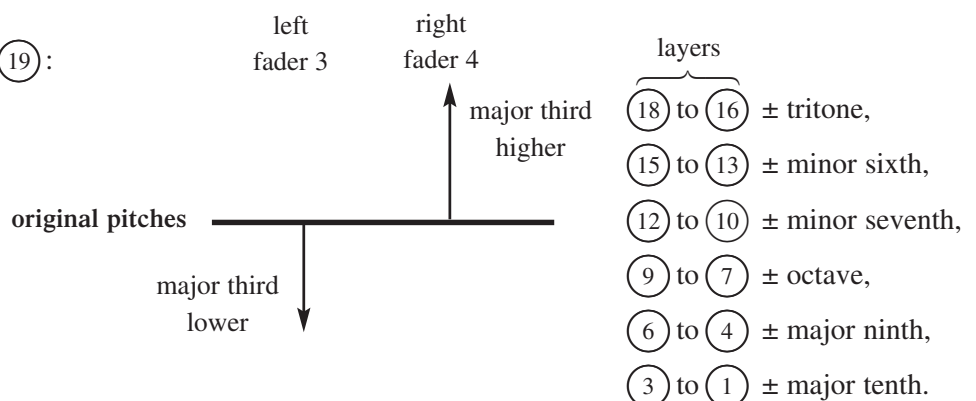 left right
fader 3 fader 4
19 :
layers
major third
higher
18 to 16 ± tritone,
15 to 13 ± minor sixth,
original pitches
12 to 10 ± minor seventh,
major third
lower
9 to 7 ± octave,
6 to 4 ± major ninth,
3 to 1 ± major tenth.